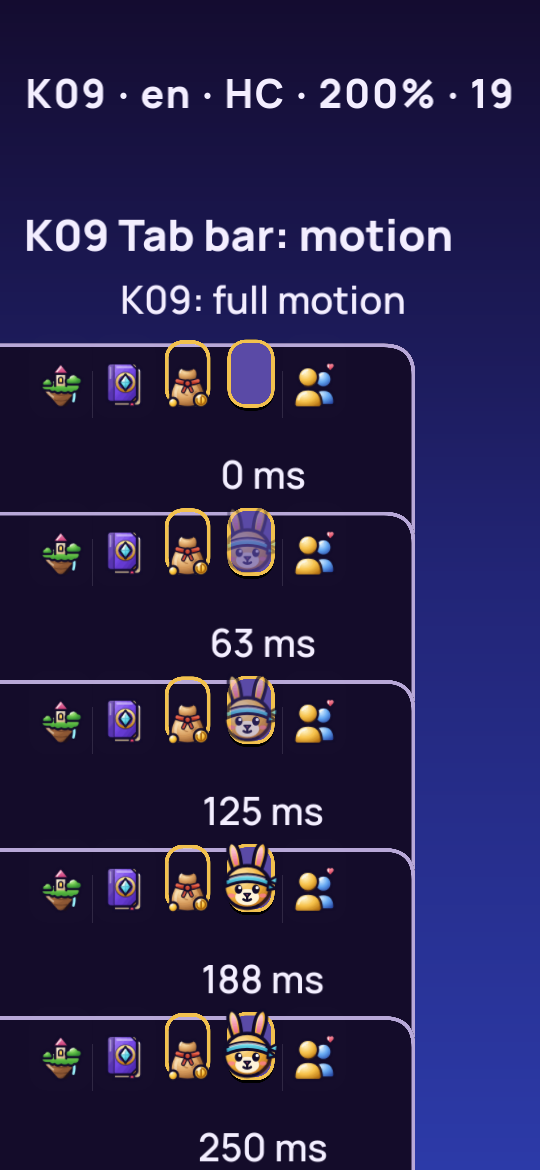 K09 · en · HC · 200% · 19
K09 Tab bar: motion
K09: full motion
0 ms
63 ms
125 ms
188 ms
250 ms